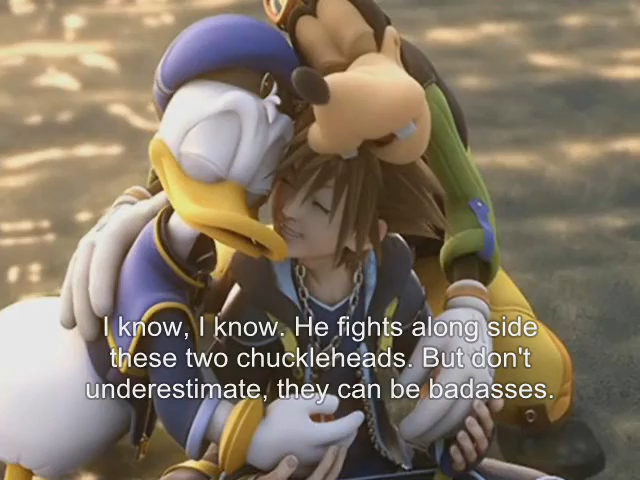 I know, I know. He fights along side
these two chuckleheads. But don't
underestimate, they can be badasses.